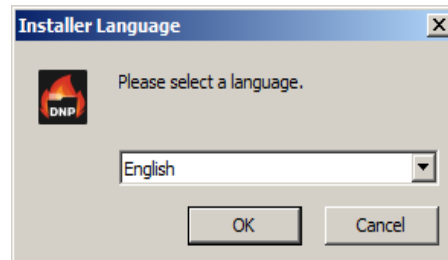 Installer Language
Please select a language.
DNP
English
OK
Cancel